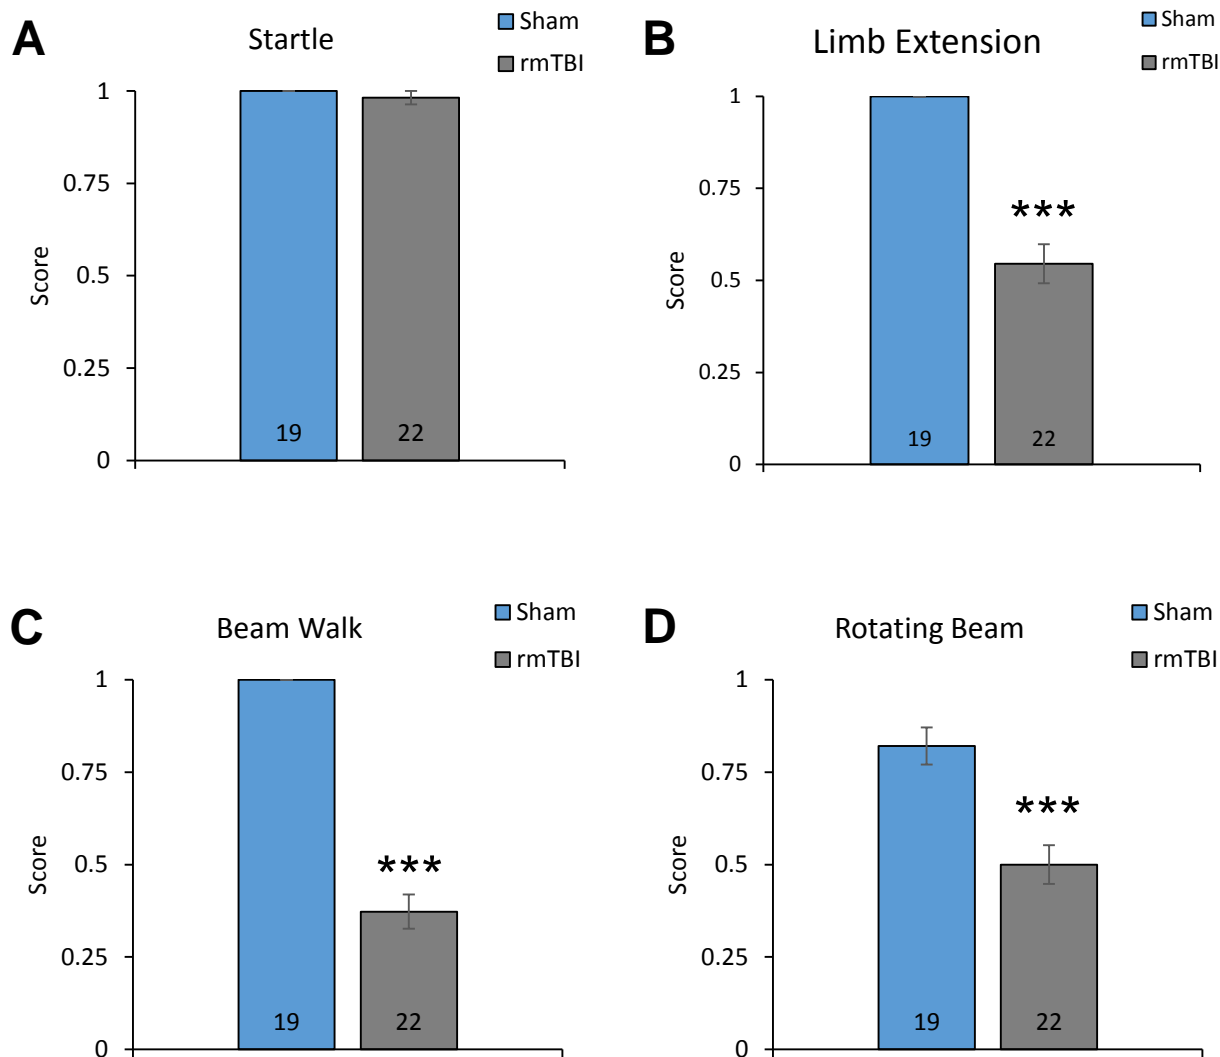 A
Startle
Sham
rmTBI
1
0.75
0.5
0.25
0
Score
19
22
B
Limb Extension
Sham
rmTBI
1
0.75
0.5
0.25
0
Score
***
19
22
C
Beam Walk
Sham
rmTBI
1
0.75
0.5
0.25
0
Score
***
19
22
D
Rotating Beam
Sham
rmTBI
1
0.75
0.5
0.25
0
Score
***
19
22